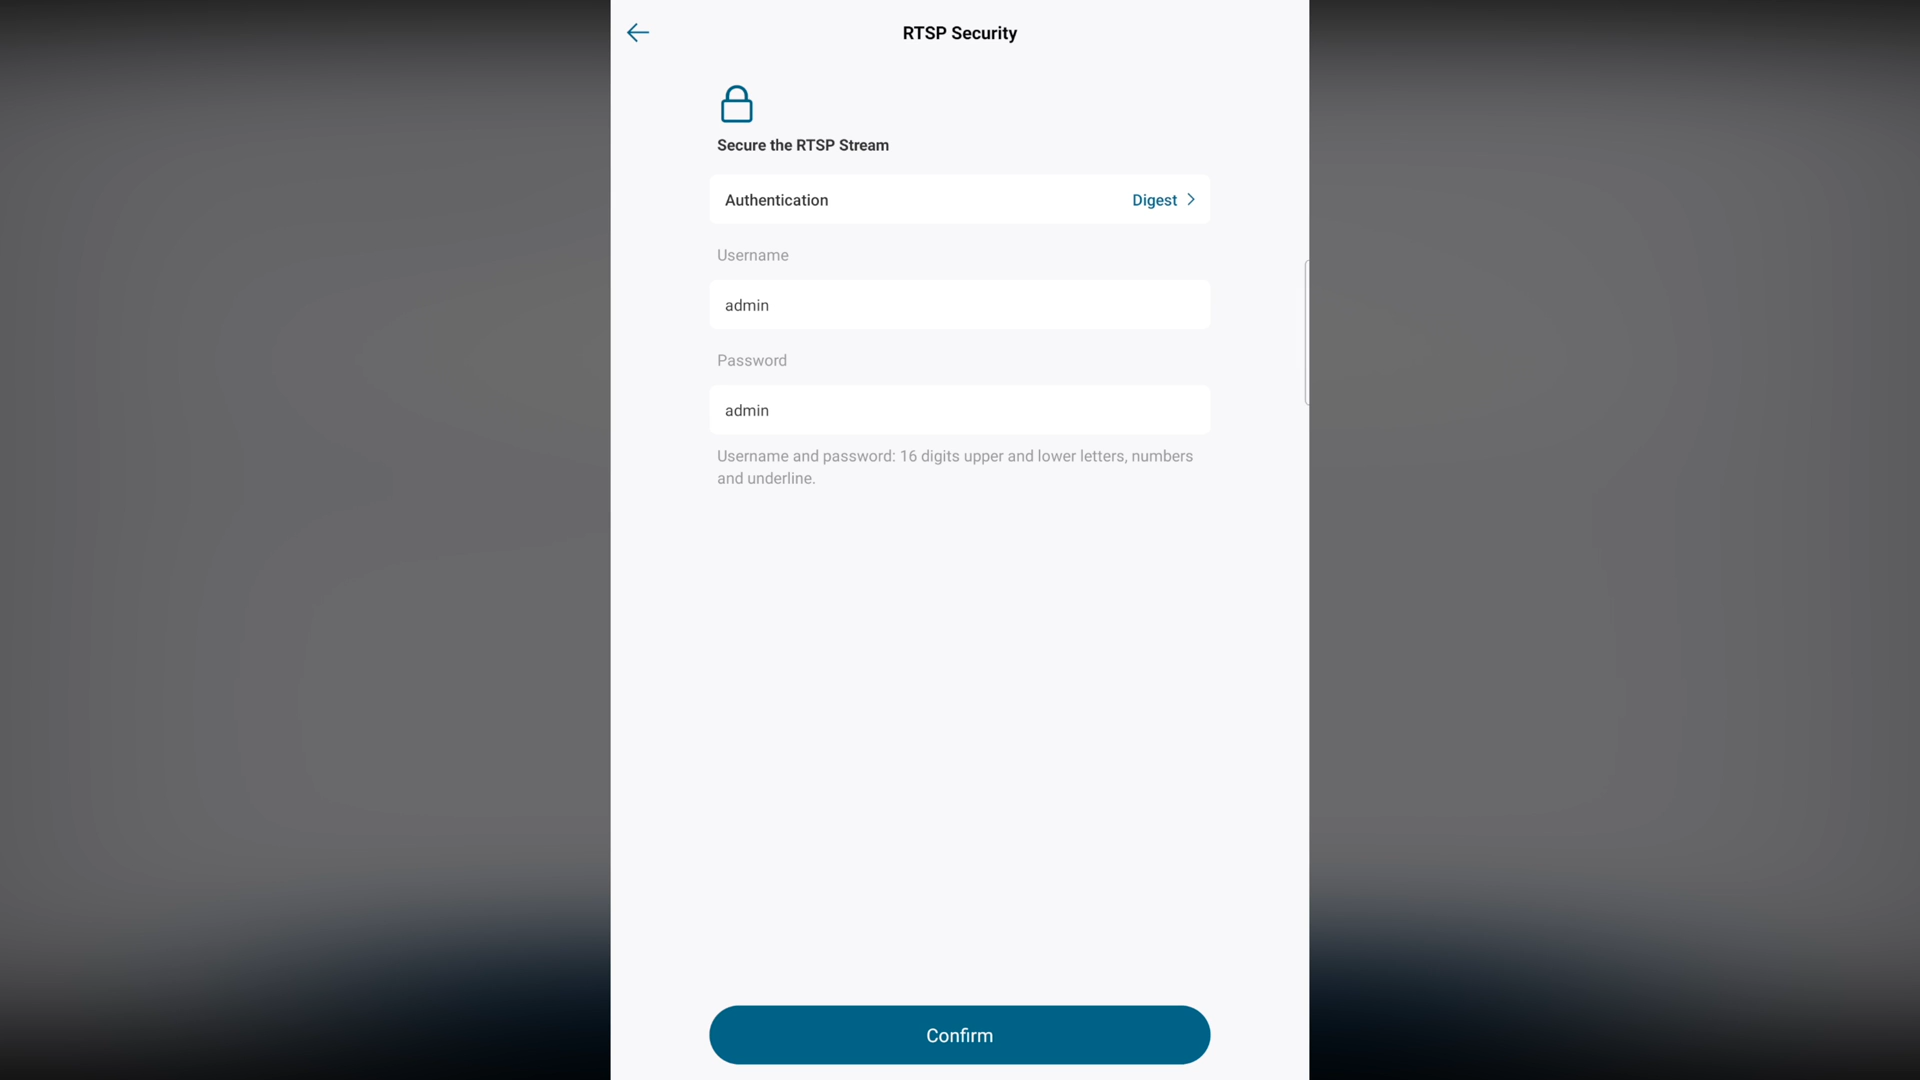 RTSP Security
Secure the RTSP Stream
Authentication Digest
Username
admin
Password
admin
Username and password: 16 digits upper and lower letters, numbers
and underline.
Confirm